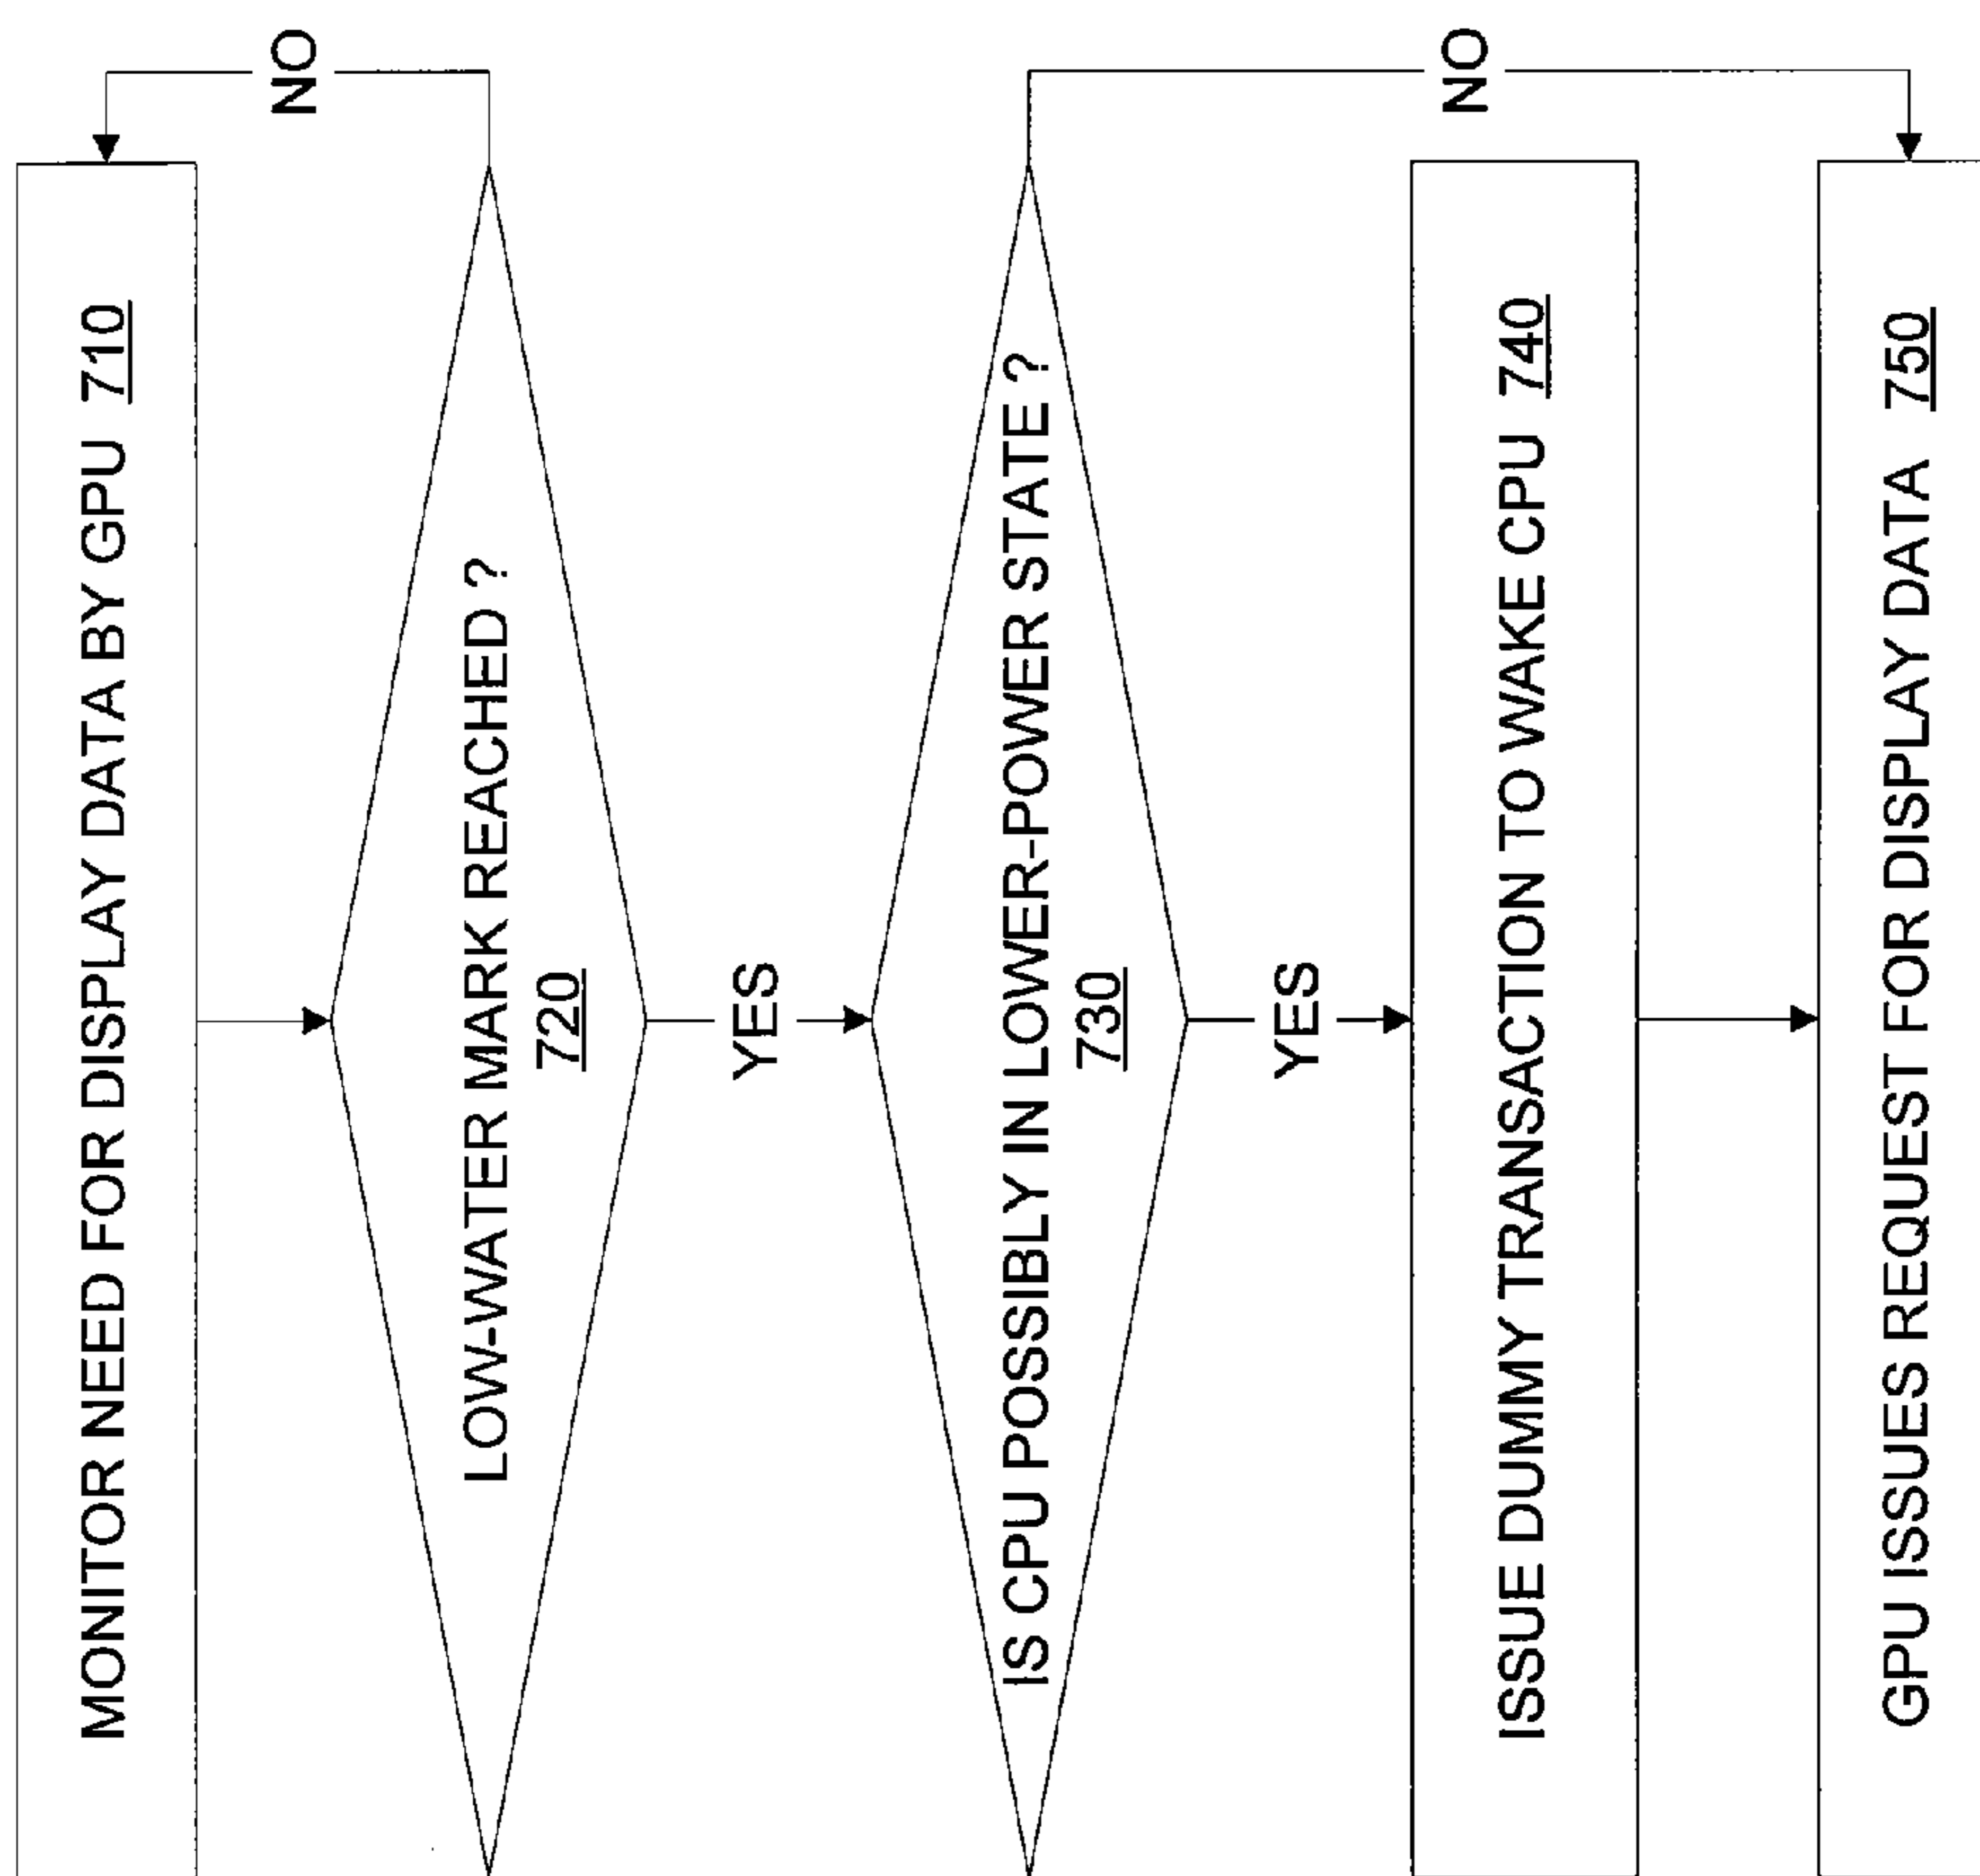 MONITOR NEED FOR DISPLAY DATA BY GPU 710
NO
LOW-WATER MARK REACHED ?
720
YES
IS CPU POSSIBLY IN LOWER-POWER STATE ?
730
YES
NO
ISSUE DUMMY TRANSACTION TO WAKE CPU 740
GPU ISSUES REQUEST FOR DISPLAY DATA 750